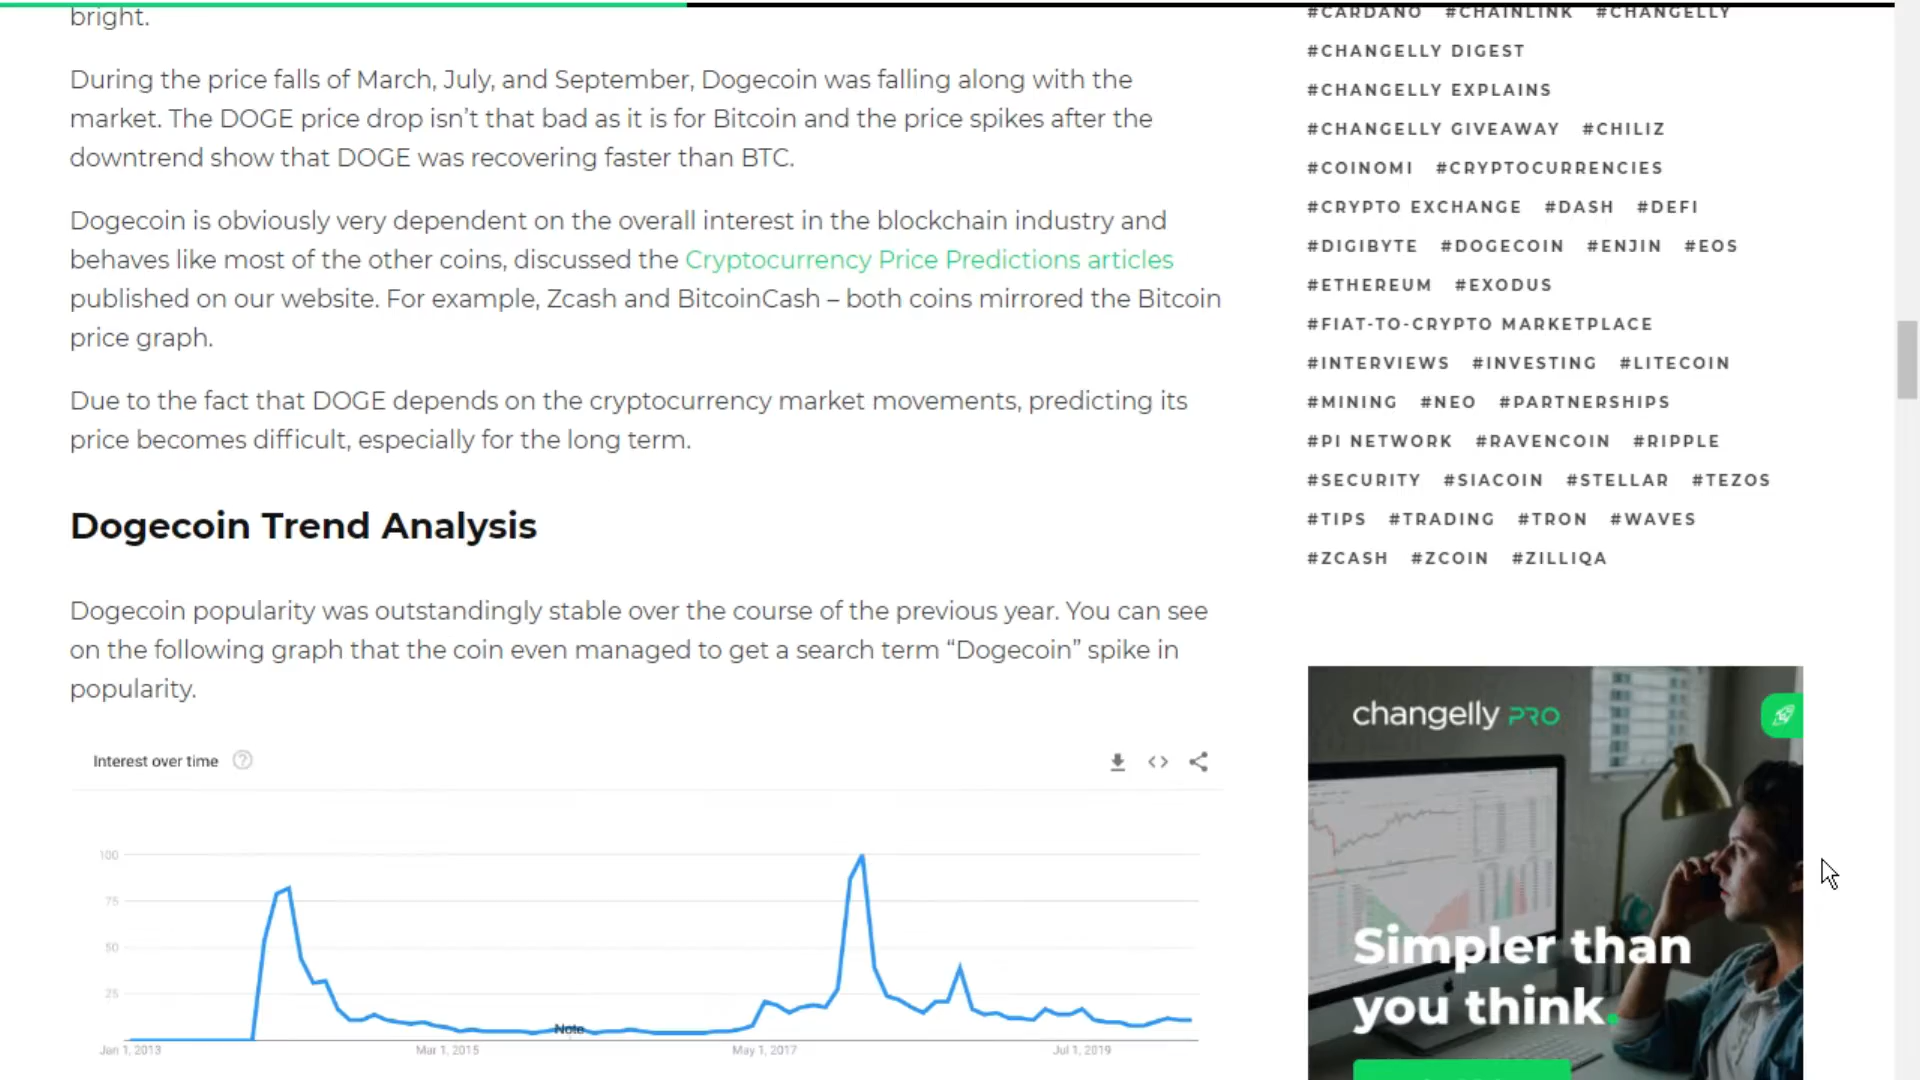 bright.
During the price falls of March, July, and September, Dogecoin was falling along with the
market. The DOGE price drop isn’t that bad as it is for Bitcoin and the price spikes after the
downtrend show that DOGE was recovering faster than BTC.
Dogecoin is obviously very dependent on the overall interest in the blockchain industry and
behaves like most of the other coins, discussed the Cryptocurrency Price Predictions articles
published on our website. For example, Zcash and BitcoinCash – both coins mirrored the Bitcoin
price graph.
Due to the fact that DOGE depends on the cryptocurrency market movements, predicting its
price becomes difficult, especially for the long term.
Dogecoin Trend Analysis
Dogecoin popularity was outstandingly stable over the course of the previous year. You can see
on the following graph that the coin even managed to get a search term “Dogecoin” spike in
popularity.
Interest over time
100
75
50
25
Note
Jan 1, 2013 Mar 1, 2015 May 1, 2017 Jul 1, 2019
#CARDANO #CHAINLINK #CHANGELLY
#CHANGELLY DIGEST
#CHANGELLY EXPLAINS
#CHANGELLY GIVEAWAY #CHILIZ
#COINOMI #CRYPTOCURRENCIES
#CRYPTO EXCHANGE #DASH #DEFI
#DIGIBYTE #DOGECOIN #ENJIN #EOS
#ETHEREUM #EXODUS
#FIAT-TO-CRYPTO MARKETPLACE
#INTERVIEWS #INVESTING #LITECOIN
#MINING #NEO #PARTNERSHIPS
#PI NETWORK #RAVENCOIN #RIPPLE
#SECURITY #SIACOIN #STELLAR #TEZOS
#TIPS #TRADING #TRON #WAVES
#ZCASH #ZCOIN #ZILLIQA
changelly PRO
Simpler than
you think.